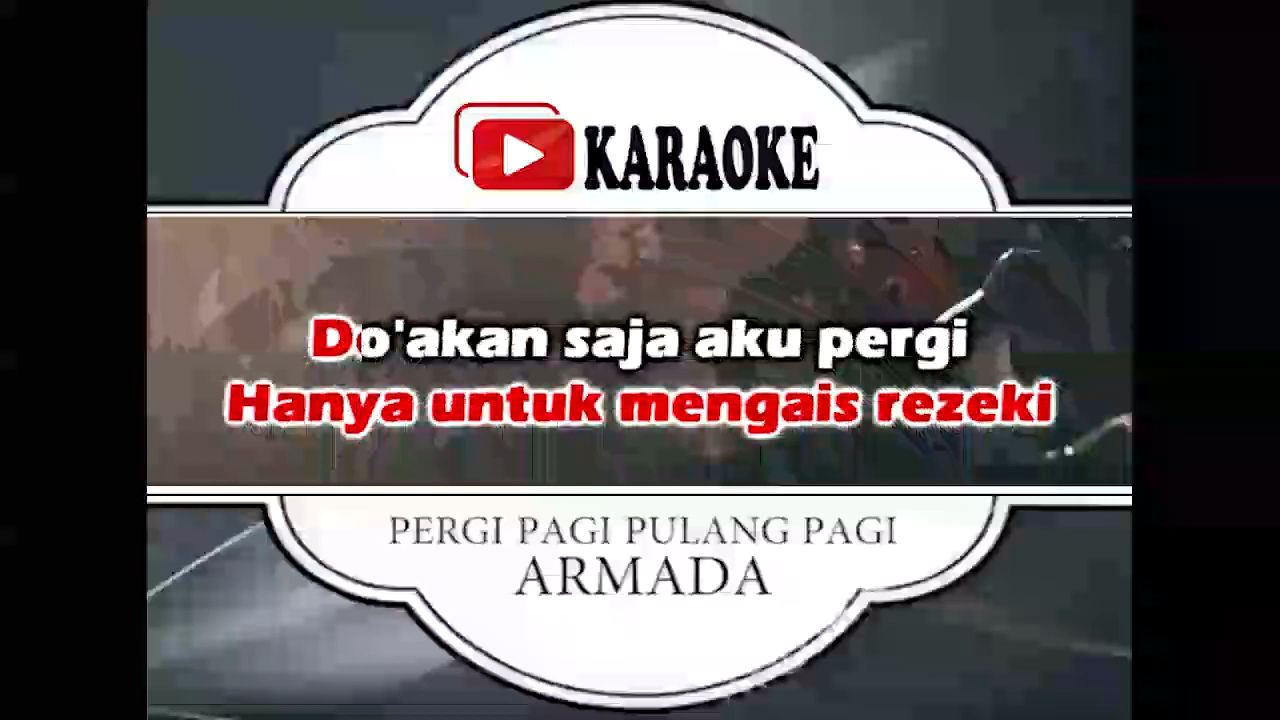 KARAOKE
Do'akan saja aku pergi
Hanya untuk mengais rezeki
PERGI PAGI PULANG PAGI
ARMADA